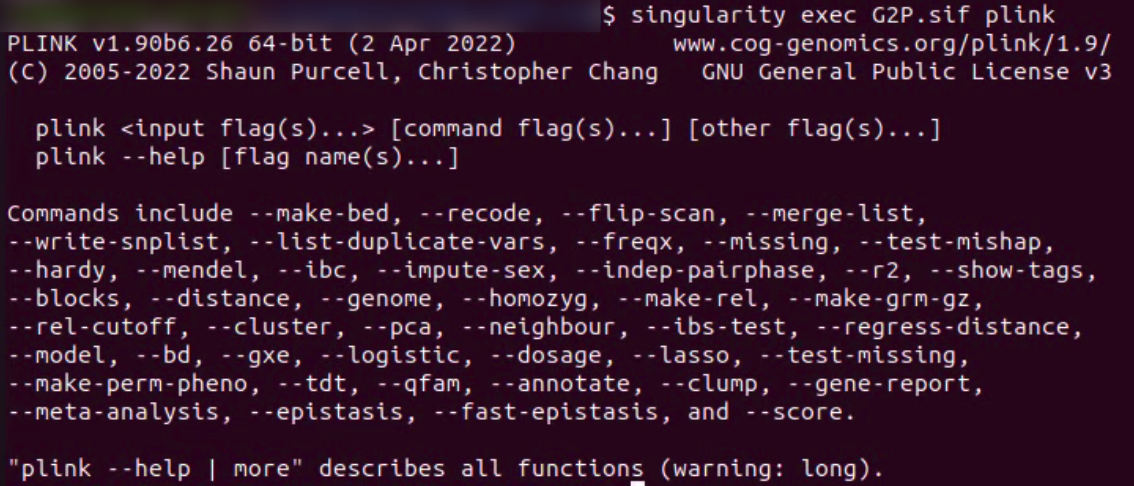 $ singularity exec G2P.sif plink
PLINK v1.90b6.26 64-bit (2 Apr 2022) www.cog-genomics.org/plink/1.9/
(C) 2005-2022 Shaun Purcell, Christopher Chang GNU General Public License v3
plink <input flag(s)...> [command flag(s)...] [other flag(s)...]
plink --help [flag name(s)...]
Commands include --make-bed, --recode, --flip-scan, --merge-list,
--write-snplist, --list-duplicate-vars, --freqx, --missing, --test-mishap,
--hardy, --mendel, --ibc, --impute-sex, --indep-pairphase, --r2, --show-tags,
--blocks, --distance, --genome, --homozyg, --make-rel, --make-grm-gz,
--rel-cutoff, --cluster, --pca, --neighbour, --ibs-test, --regress-distance,
--model, --bd, --gxe, --logistic, --dosage, --lasso, --test-missing,
--make-perm-pheno, --tdt, --qfam, --annotate, --clump, --gene-report,
--meta-analysis, --epistasis, --fast-epistasis, and --score.
"plink --help | more" describes all functions (warning: long).